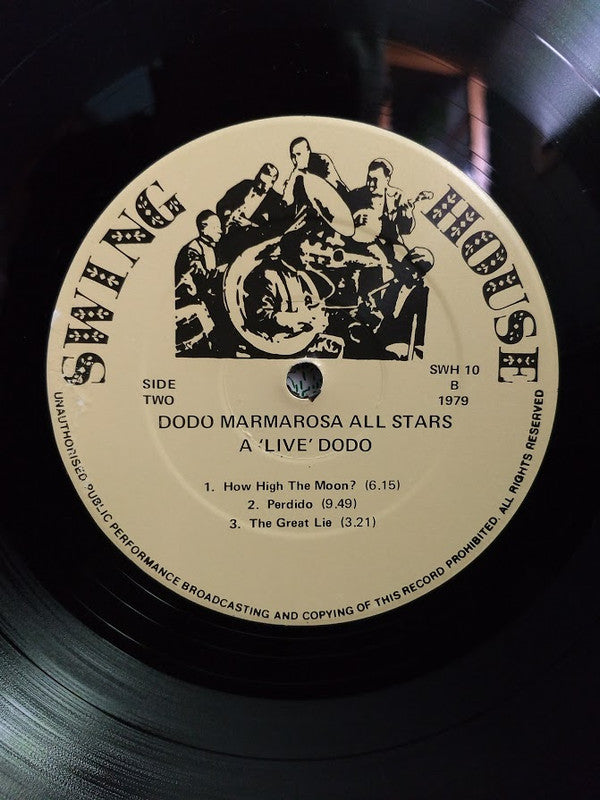 SWING HOUSE
SIDE
TWO
SWH 10
B
1979
DODO MARMAROSA ALL STARS
A 'LIVE' DODO
1. How High The Moon? (6.15)
2. Perdido (9.49)
3. The Great Lie (3.21)
UNAUTHORISED PUBLIC PERFORMANCE BROADCASTING AND COPYING OF THIS RECORD PROHIBITED. ALL RIGHTS RESERVED